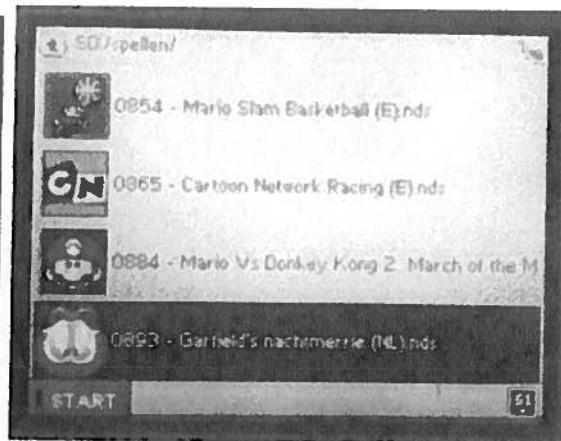 SD:/spellen/
0854 - Mario Slam Basketball (E).nds
CN
0865 - Cartoon Network Racing (E).nds
0884 - Mario Vs Donkey Kong 2  March of the M
0893 - Garfield's nachtmerrie (NL).nds
START